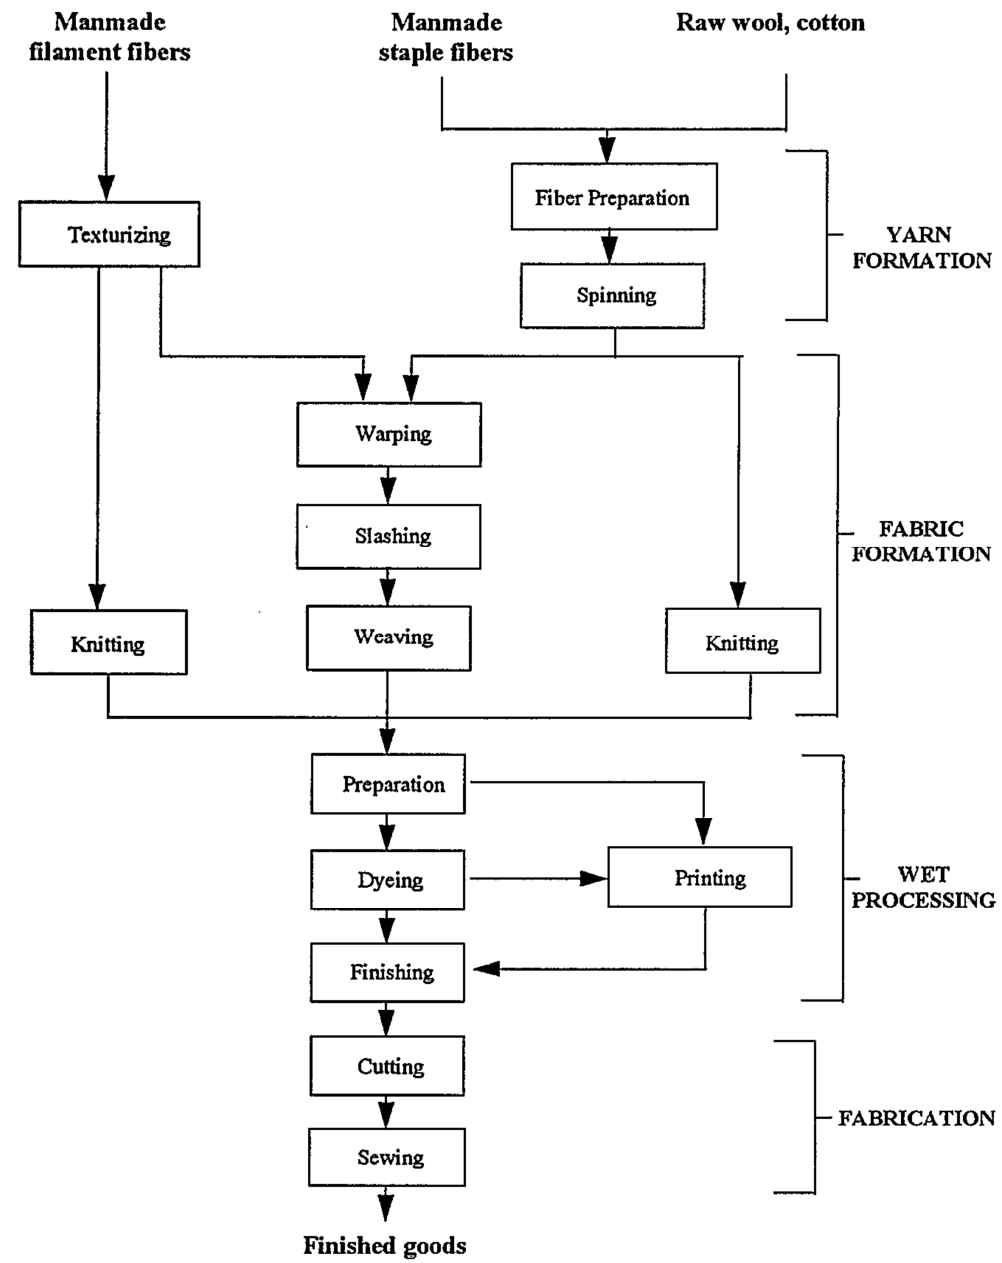 Manmade
filament fibers
Manmade
staple fibers
Raw wool, cotton
Fiber Preparation
Texturizing
YARN
FORMATION
Spinning
Warping
Slashing
FABRIC
FORMATION
Knitting
Weaving
Knitting
Preparation
Dyeing
Printing
WET
PROCESSING
Finishing
Cutting
FABRICATION
Sewing
Finished goods